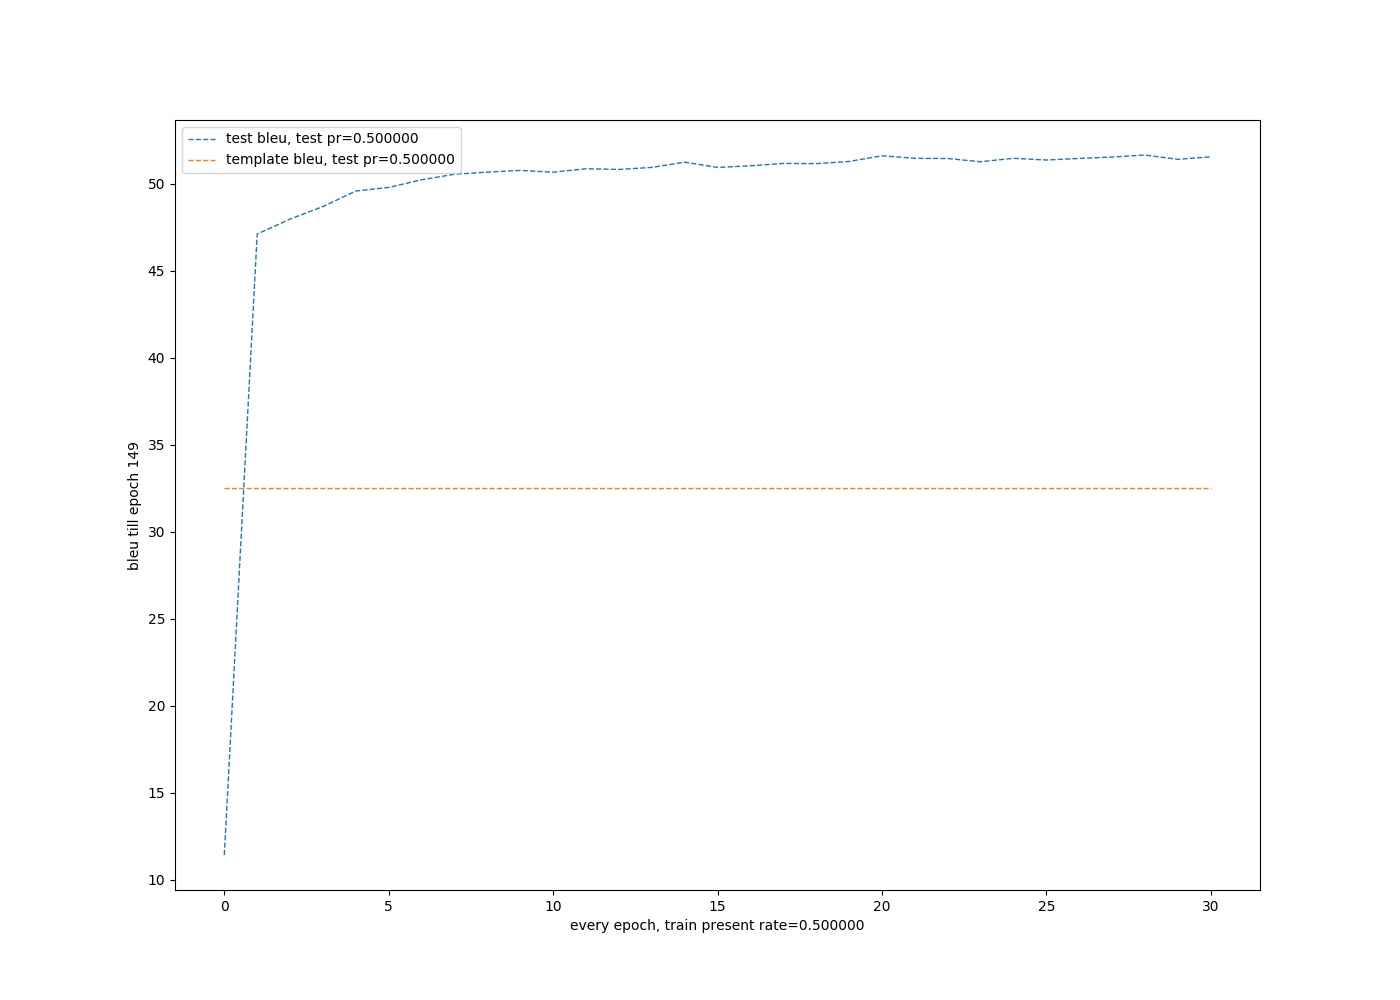 test bleu, test pr=0.500000
template bleu, test pr=0.500000
50
45
40
35
30
25
20
15
10
bleu till epoch 149
0 5 10 15 20 25 30
every epoch, train present rate=0.500000